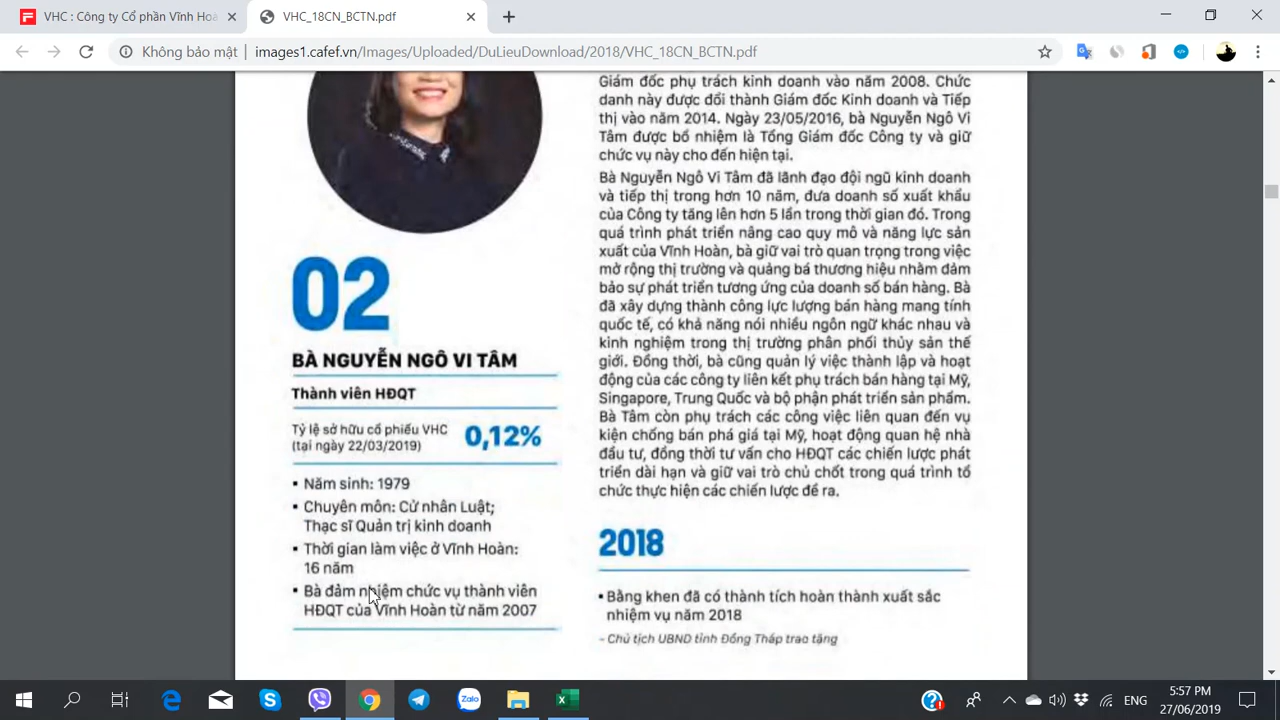 VHC : Công ty Cổ phần Vĩnh Hoà
VHC_18CN_BCTN.pdf
Không bảo mật
images1.cafef.vn/Images/Uploaded/DuLieuDownload/2018/VHC_18CN_BCTN.pdf
02
BÀ NGUYỄN NGÔ VI TÂM
Thành viên HĐQT
Tỷ lệ sở hữu cổ phiếu VHC
(tại ngày 22/03/2019)
0,12%
▪ Năm sinh: 1979
▪ Chuyên môn: Cử nhân Luật;
Thạc sĩ Quản trị kinh doanh
▪ Thời gian làm việc ở Vĩnh Hoàn:
16 năm
▪ Bà đảm nhiệm chức vụ thành viên
HĐQT của Vĩnh Hoàn từ năm 2007
Giám đốc phụ trách kinh doanh vào năm 2008. Chức
danh này được đổi thành Giám đốc Kinh doanh và Tiếp
thị vào năm 2014. Ngày 23/05/2016, bà Nguyễn Ngô Vi
Tâm được bổ nhiệm là Tổng Giám đốc Công ty và giữ
chức vụ này cho đến hiện tại.
Bà Nguyễn Ngô Vi Tâm đã lãnh đạo đội ngũ kinh doanh
và tiếp thị trong hơn 10 năm, đưa doanh số xuất khẩu
của Công ty tăng lên hơn 5 lần trong thời gian đó. Trong
quá trình phát triển nâng cao quy mô và năng lực sản
xuất của Vĩnh Hoàn, bà giữ vai trò quan trọng trong việc
mở rộng thị trường và quảng bá thương hiệu nhằm đảm
bảo sự phát triển tương ứng của doanh số bán hàng. Bà
đã xây dựng thành công lực lượng bán hàng mang tính
quốc tế, có khả năng nói nhiều ngôn ngữ khác nhau và
kinh nghiệm trong thị trường phân phối thủy sản thế
giới. Đồng thời, bà cũng quản lý việc thành lập và hoạt
động của các công ty liên kết phụ trách bán hàng tại Mỹ,
Singapore, Trung Quốc và bộ phận phát triển sản phẩm.
Bà Tâm còn phụ trách các công việc liên quan đến vụ
kiện chống bán phá giá tại Mỹ, hoạt động quan hệ nhà
đầu tư, đồng thời tư vấn cho HĐQT các chiến lược phát
triển dài hạn và giữ vai trò chủ chốt trong quá trình tổ
chức thực hiện các chiến lược đề ra.
2018
▪ Bằng khen đã có thành tích hoàn thành xuất sắc
nhiệm vụ năm 2018
- Chủ tịch UBND tỉnh Đồng Tháp trao tặng
Zalo
ENG
5:57 PM
27/06/2019